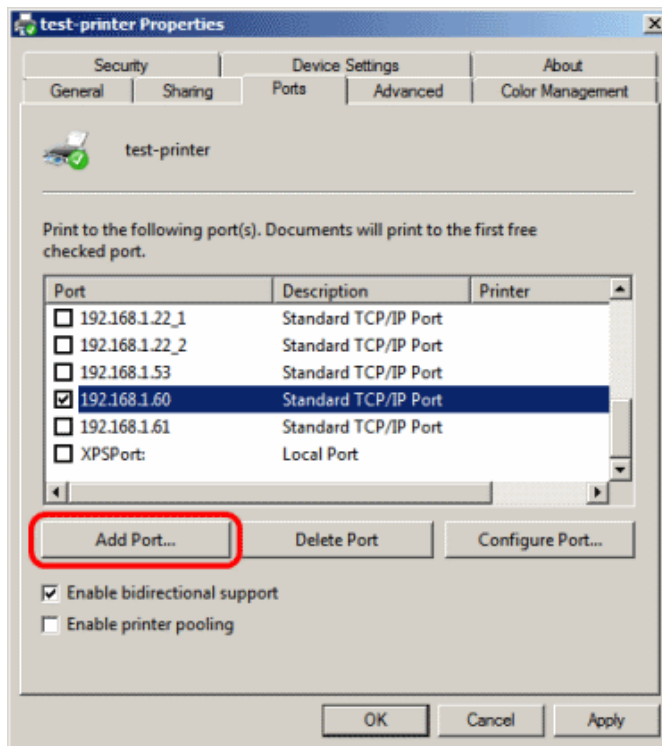 test-printer Properties
Security Device Settings About
General Sharing Ports Advanced Color Management
test-printer
Print to the following port(s). Documents will print to the first free
checked port.
Port Description Printer
192.168.1.22_1 Standard TCP/IP Port
192.168.1.22_2 Standard TCP/IP Port
192.168.1.53 Standard TCP/IP Port
192.168.1.60 Standard TCP/IP Port
192.168.1.61 Standard TCP/IP Port
XPSPort: Local Port
Add Port... Delete Port Configure Port...
Enable bidirectional support
Enable printer pooling
OK Cancel Apply